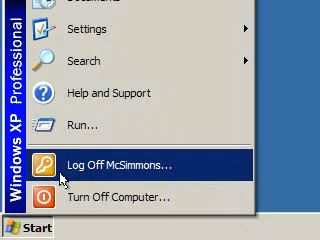 Documents
Settings
Search
Help and Support
Run...
Log Off McSimmons...
Turn Off Computer...
Windows XP Professional
Start